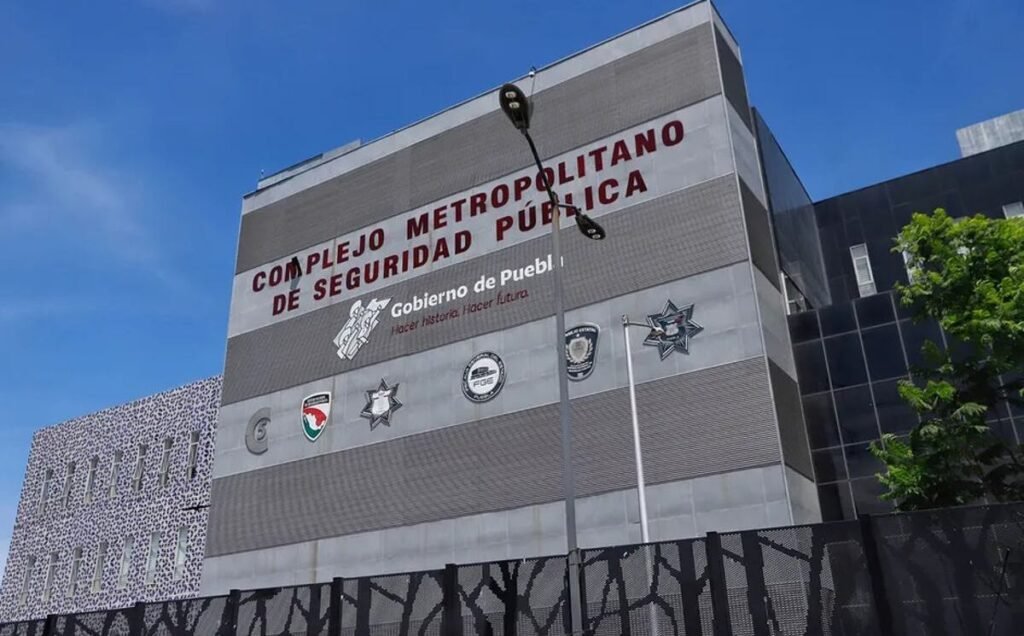 COMPLEJO METROPOLITANO
DE SEGURIDAD PÚBLICA
Gobierno de Puebla
Hacer historia. Hacer futuro.
FGE